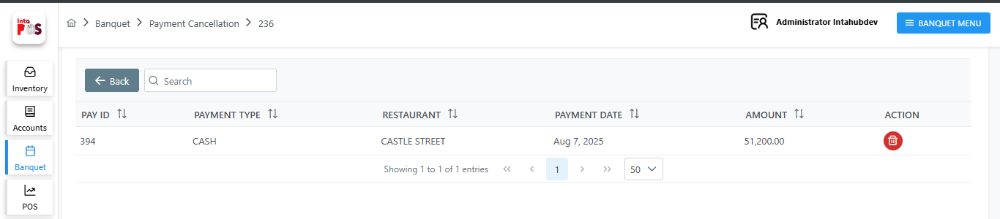 inta
POS
Banquet
Payment Cancellation
236
Administrator Intahubdev
BANQUET MENU
Inventory
Accounts
Banquet
POS
Back
Search
PAY ID
PAYMENT TYPE
RESTAURANT
PAYMENT DATE
AMOUNT
ACTION
394
CASH
CASTLE STREET
Aug 7, 2025
51,200.00
Showing 1 to 1 of 1 entries
1
50